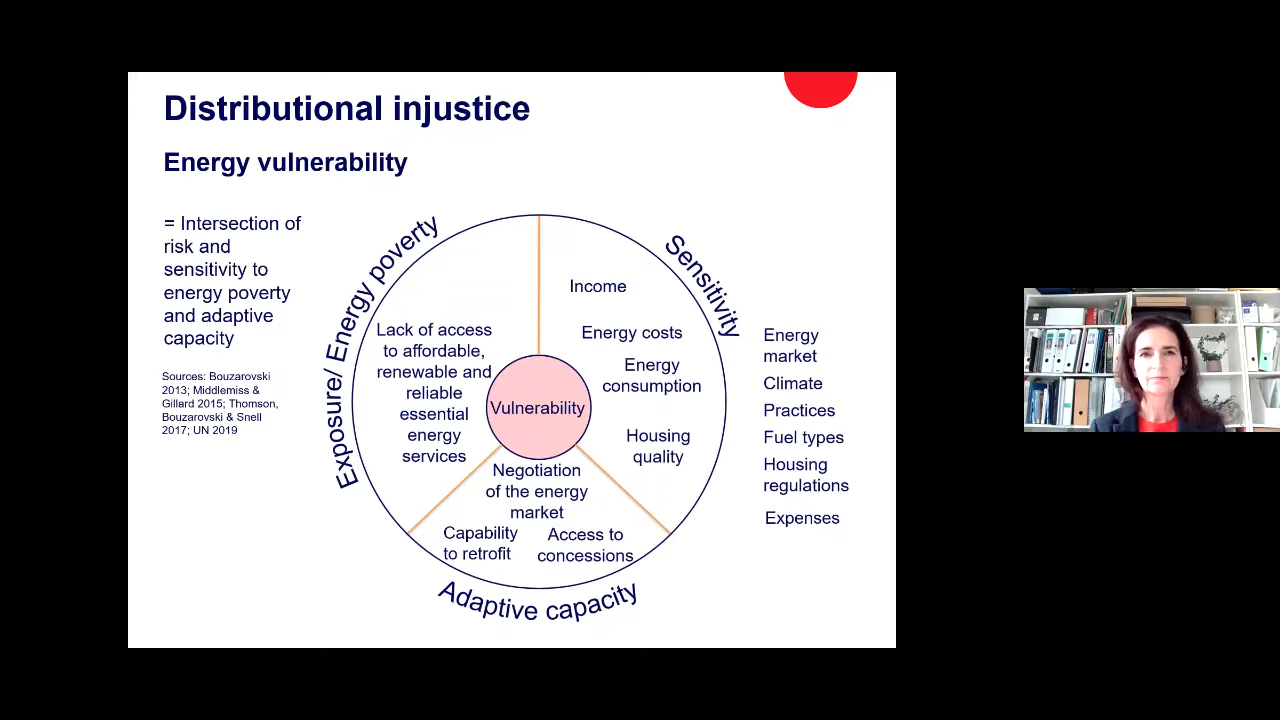 Distributional injustice
Energy vulnerability
= Intersection of
risk and
sensitivity to
energy poverty
and adaptive
capacity
Sources: Bouzarovski
2013; Middlemiss &
Gillard 2015; Thomson,
Bouzarovski & Snell
2017; UN 2019
Exposure/ Energy poverty
Lack of access
to affordable,
renewable and
reliable
essential
energy
services
Vulnerability
Sensitivity
Income
Energy costs
Energy
consumption
Housing
quality
Negotiation
of the energy
market
Capability
to retrofit
Access to
concessions
Adaptive capacity
Energy
market
Climate
Practices
Fuel types
Housing
regulations
Expenses